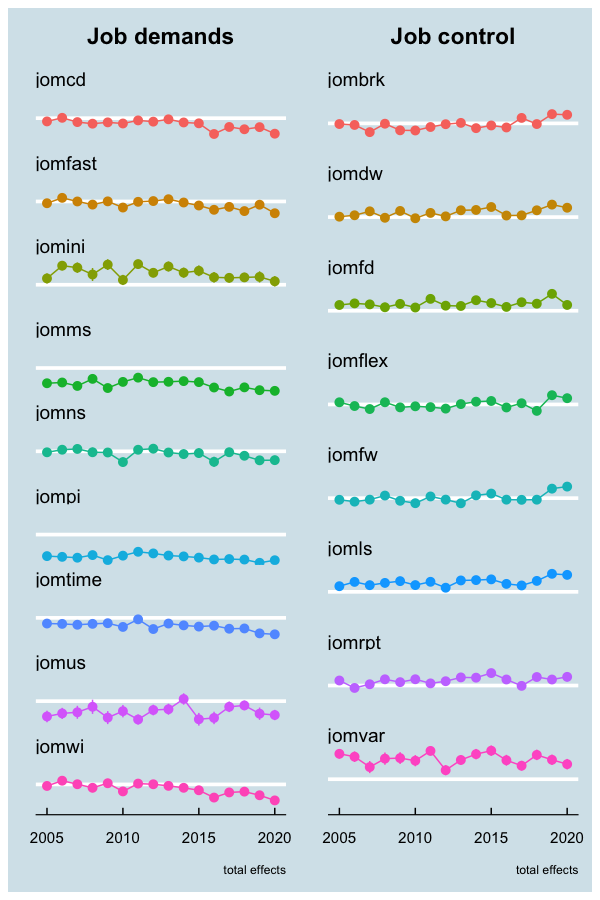 Job demands
jomcd
jomfast
jomini
jomms
jomns
jompi
jomtime
jomus
jomwi
2005 2010 2015 2020
total effects
Job control
jombrk
jomdw
jomfd
jomflex
jomfw
jomls
jomrpt
jomvar
2005 2010 2015 2020
total effects